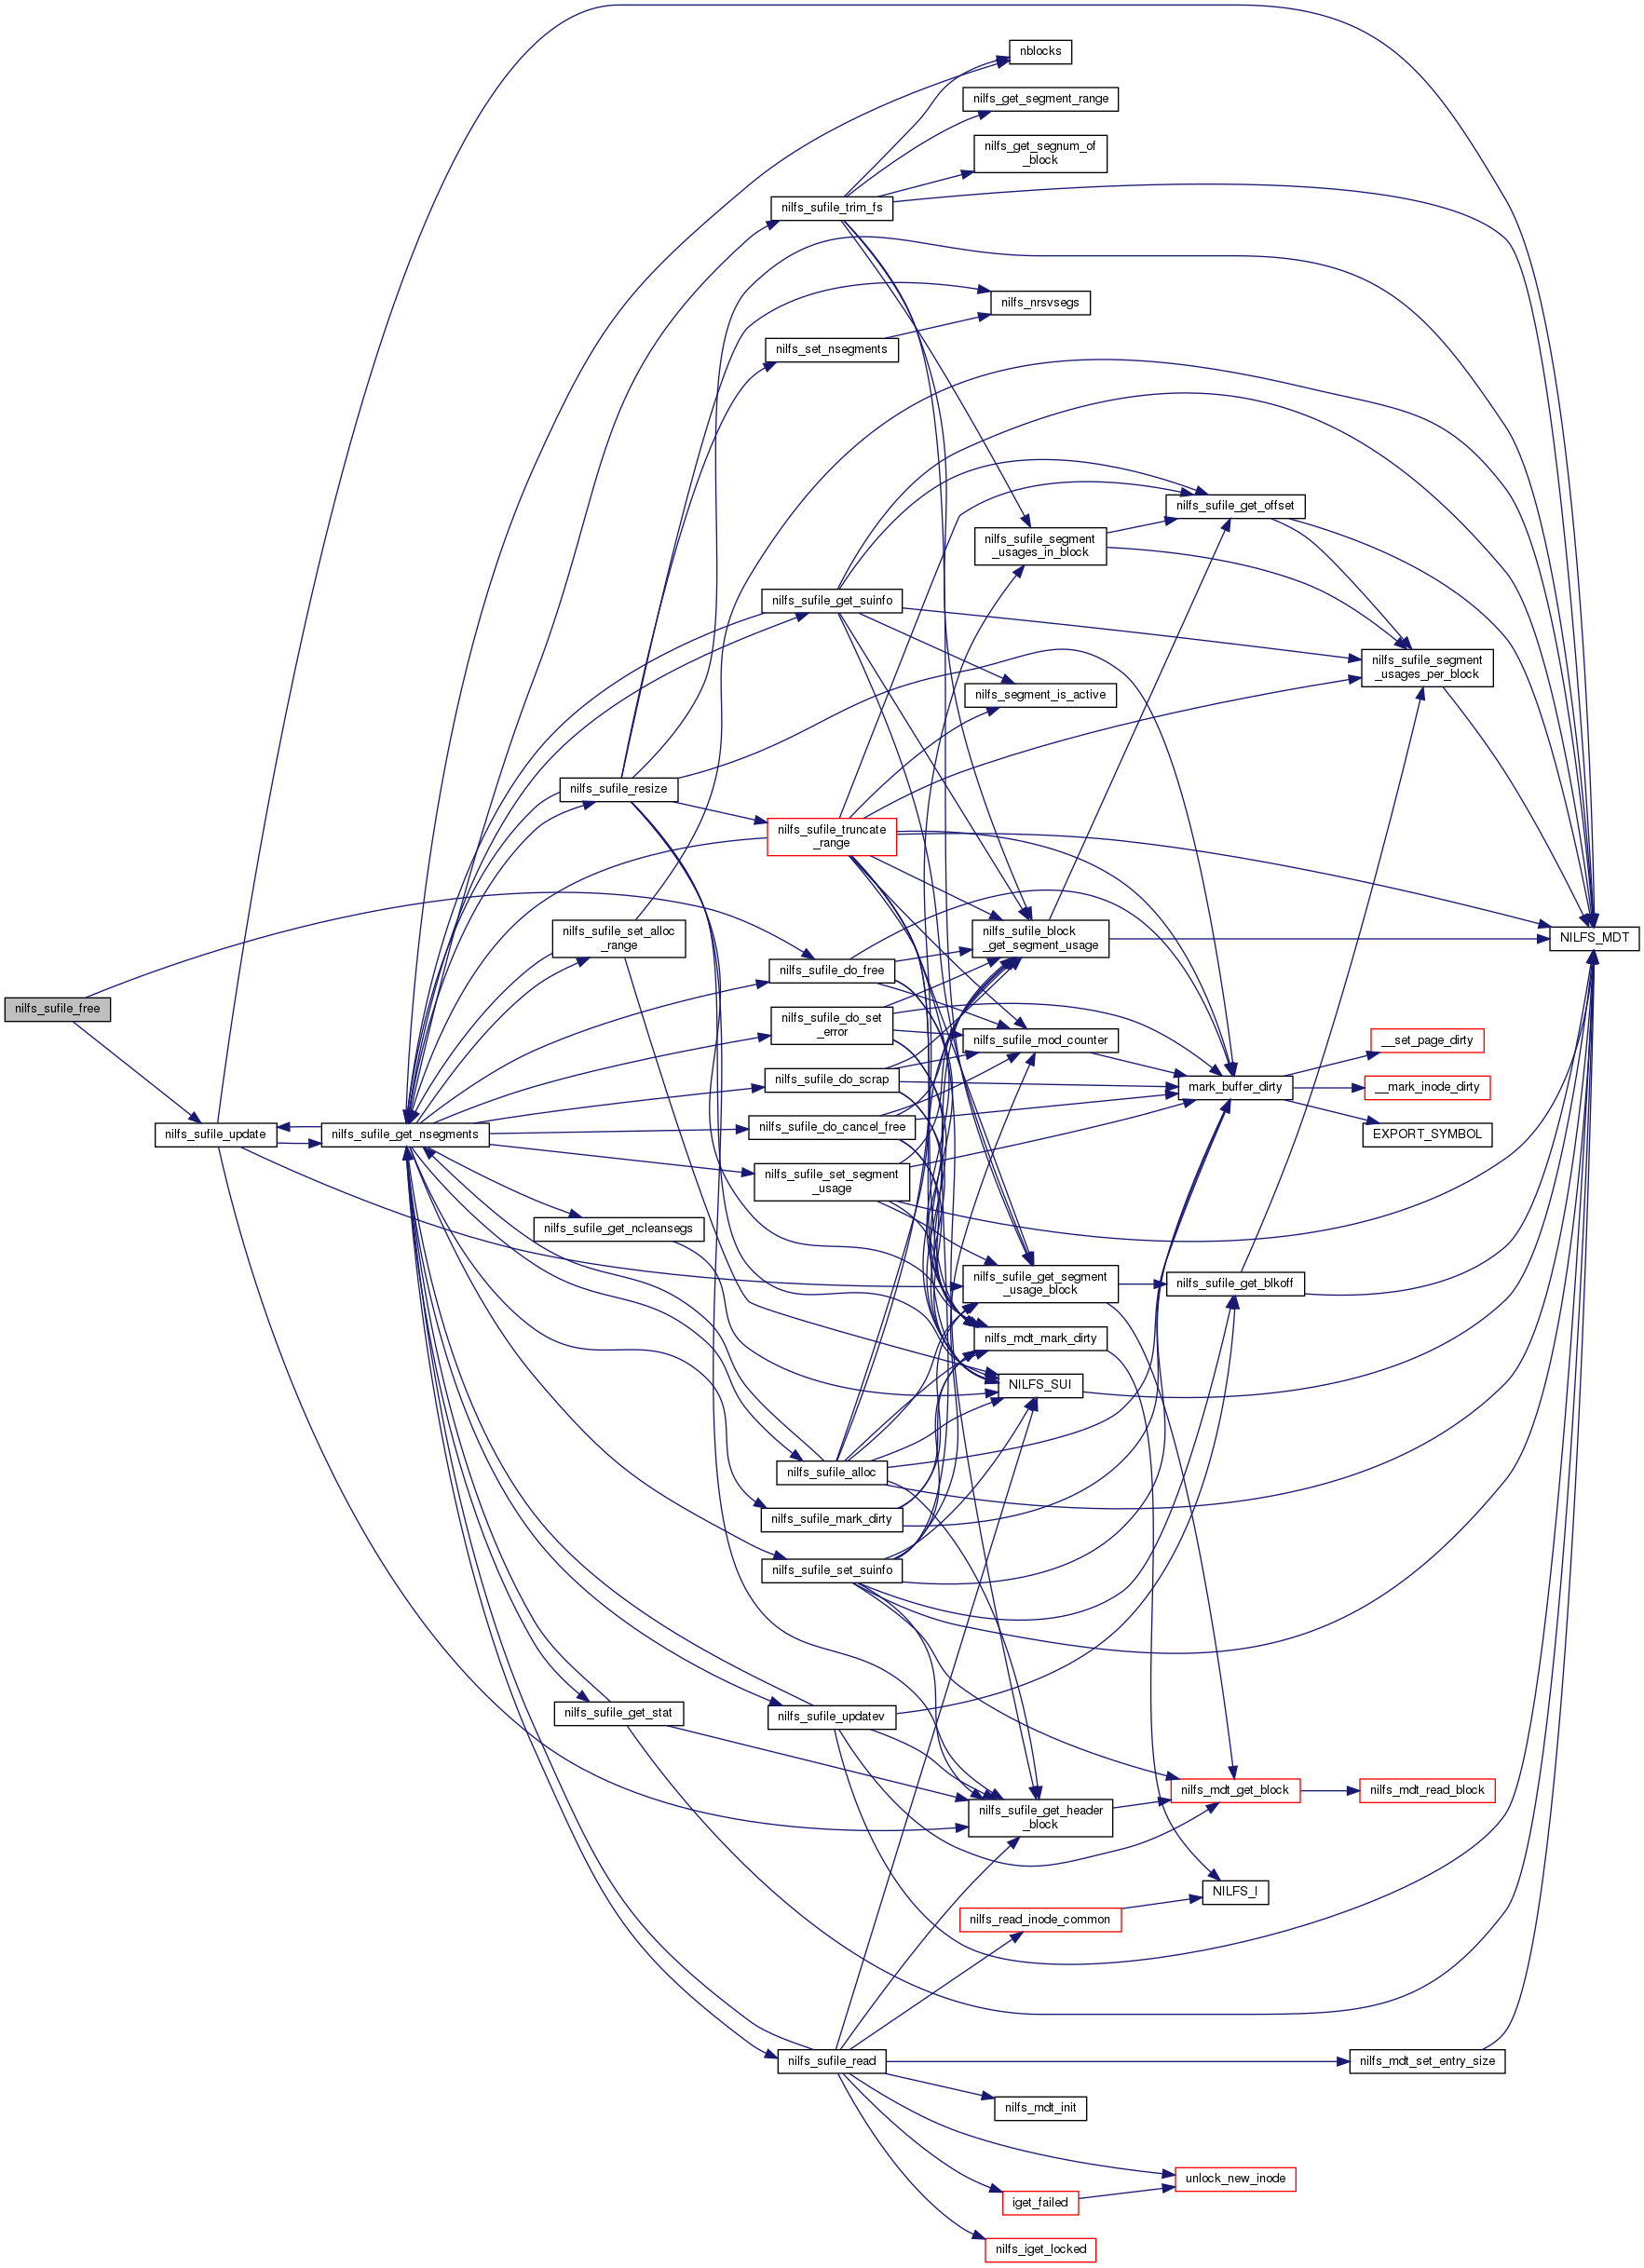 nblocks
nilfs_get_segment_range
nilfs_get_segnum_of
_block
nilfs_sufile_trim_fs
nilfs_nrsvsegs
nilfs_set_nsegments
nilfs_sufile_get_offset
nilfs_sufile_segment
_usages_in_block
nilfs_sufile_get_suinfo
nilfs_sufile_segment
_usages_per_block
nilfs_segment_is_active
nilfs_sufile_resize
nilfs_sufile_truncate
_range
nilfs_sufile_set_alloc
_range
nilfs_sufile_block
_get_segment_usage
NILFS_MDT
nilfs_sufile_do_free
nilfs_sufile_free
nilfs_sufile_do_set
_error
nilfs_sufile_mod_counter
__set_page_dirty
nilfs_sufile_do_scrap
mark_buffer_dirty
__mark_inode_dirty
nilfs_sufile_update
nilfs_sufile_get_nsegments
nilfs_sufile_do_cancel_free
EXPORT_SYMBOL
nilfs_sufile_set_segment
_usage
nilfs_sufile_get_ncleansegs
nilfs_sufile_get_segment
_usage_block
nilfs_sufile_get_blkoff
nilfs_mdt_mark_dirty
NILFS_SUI
nilfs_sufile_alloc
nilfs_sufile_mark_dirty
nilfs_sufile_set_suinfo
nilfs_sufile_get_stat
nilfs_sufile_updatev
nilfs_mdt_get_block
nilfs_mdt_read_block
nilfs_sufile_get_header
_block
NILFS_I
nilfs_read_inode_common
nilfs_sufile_read
nilfs_mdt_set_entry_size
nilfs_mdt_init
unlock_new_inode
iget_failed
nilfs_iget_locked